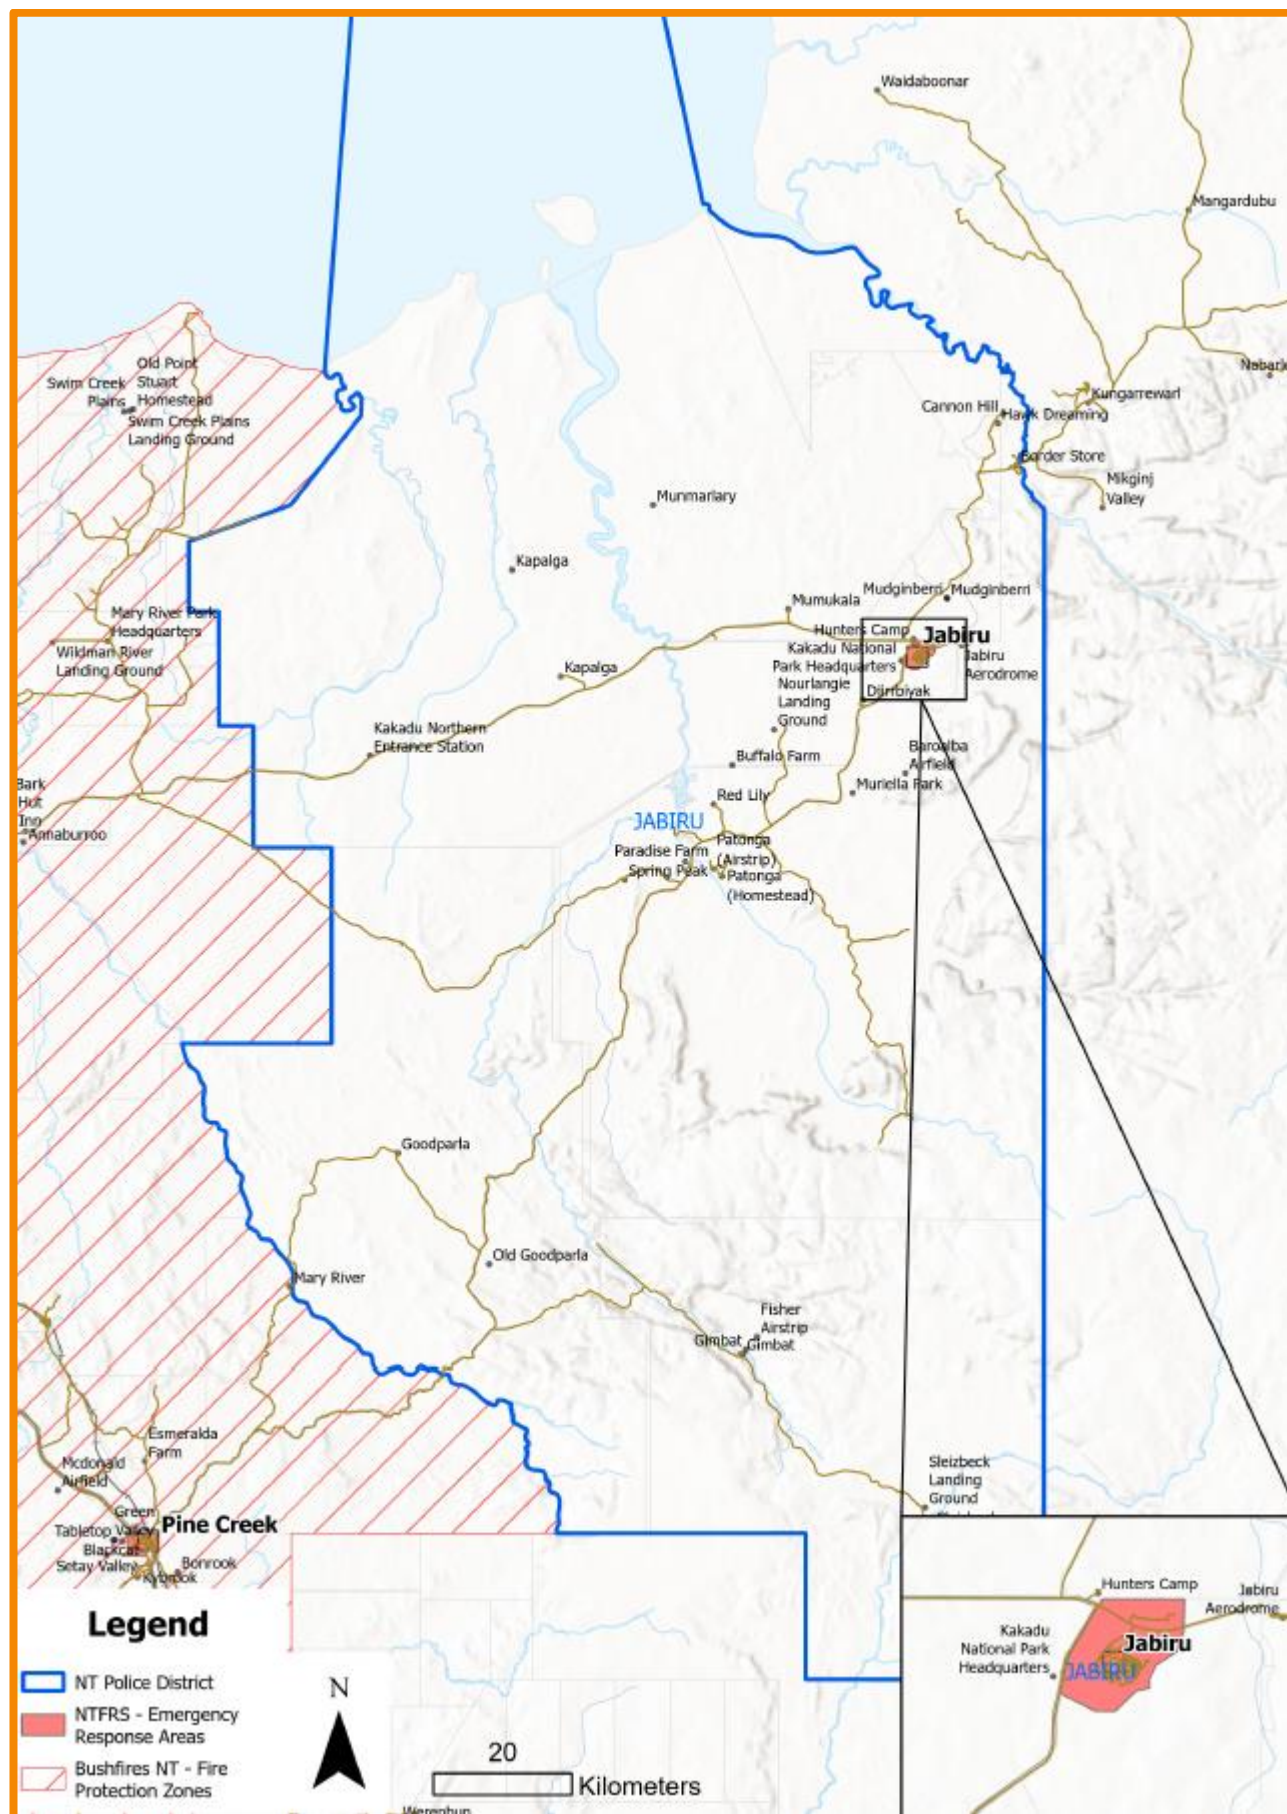 Waidaboonar
Mangardubu
Old Point
Stuart
Homestead
Swim Creek
Plains
Swim Creek Plains
Landing Ground
Kungarrewarl
Cannon Hill
Hawk Dreaming
Border Store
Mikginj
Valley
Munmarlary
Kapalga
Mudginberri
Mudginberri
Mumukala
Mary River Park
Headquarters
Wildman River
Landing Ground
Hunters Camp
Jabiru
Kakadu National
Park Headquarters
Jabiru
Aerodrome
Kapalga
Nourlangie
Landing
Ground
Djirrbiyak
Kakadu Northern
Entrance Station
Buffalo Farm
Baroalba
Airfield
Muriella Park
Bark
Hut
Inn
Annaburroo
Red Lily
JABIRU
Patonga
(Airstrip)
Paradise Farm
Spring Peak
Patonga
(Homestead)
Goodparla
Old Goodparla
Mary River
Fisher
Airstrip
Gimbat
Gimbat
Esmeralda
Farm
Mcdonald
Airfield
Sleizbeck
Landing
Ground
Green
Valley
Pine Creek
Tabletop
Blackcat
Setay Valley
Bonrook
Kybrook
Legend
NT Police District
NTFRS - Emergency
Response Areas
Bushfires NT - Fire
Protection Zones
N
20
Kilometers
Hunters Camp
Jabiru
Aerodrome
Kakadu
National Park
Headquarters
Jabiru
JABIRU